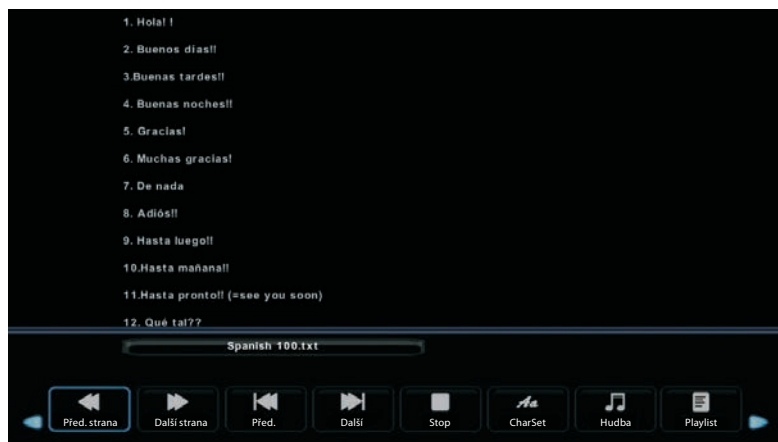 1. Hola! !
2. Buenos días!!
3.Buenas tardes!!
4. Buenas noches!!
5. Gracias!
6. Muchas gracias!
7. De nada
8. Adiós!!
9. Hasta luego!!
10.Hasta mañana!!
11.Hasta pronto!! (=see you soon)
12. Qué tal??
Spanish 100.txt
Před. strana Další strana Před. Další Stop Aa CharSet Hudba Playlist